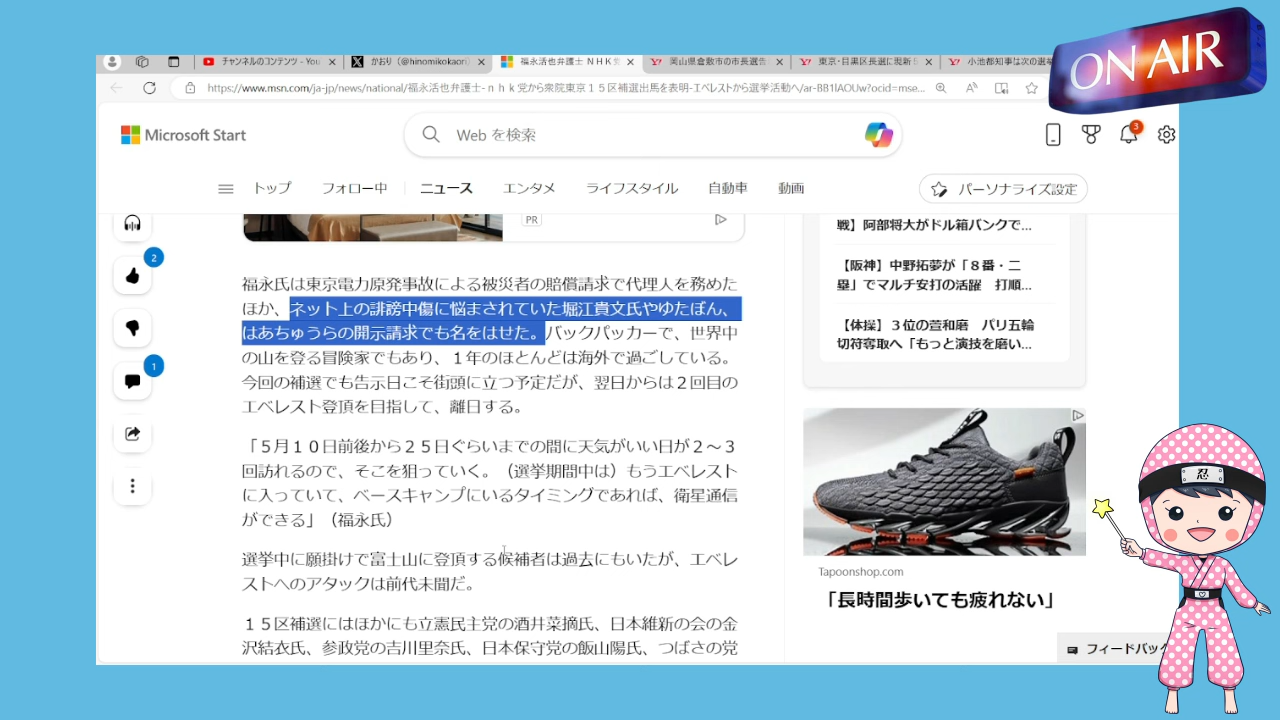 ON AIR
チャンネルのコンテンツ - You
かおり（@hinomikokaori
福永活也弁護士 ＮＨＫ党
岡山県倉敷市の市長選告
東京・目黒区長選に現新５
小池都知事は次の選挙
https://www.msn.com/ja-jp/news/national/福永活也弁護士-ｎｈｋ党から衆院東京１５区補選出馬を表明-エベレストから選挙活動へ/ar-BB1lAOUw?ocid=mse...
Microsoft Start
Web を検索
3
トップ
フォロー中
ニュース
エンタメ
ライフスタイル
自動車
動画
パーソナライズ設定
PR
2
1
福永氏は東京電力原発事故による被災者の賠償請求で代理人を務めた
ほか、ネット上の誹謗中傷に悩まされていた堀江貴文氏やゆたぼん、
はあちゅうらの開示請求でも名をはせた。バックパッカーで、世界中
の山を登る冒険家でもあり、１年のほとんどは海外で過ごしている。
今回の補選でも告示日こそ街頭に立つ予定だが、翌日からは２回目の
エベレスト登頂を目指して、離日する。
「５月１０日前後から２５日ぐらいまでの間に天気がいい日が２～３
回訪れるので、そこを狙っていく。（選挙期間中は）もうエベレスト
に入っていて、ベースキャンプにいるタイミングであれば、衛星通信
ができる」（福永氏）
選挙中に願掛けで富士山に登頂する候補者は過去にもいたが、エベレ
ストへのアタックは前代未聞だ。
１５区補選にはほかにも立憲民主党の酒井菜摘氏、日本維新の会の金
沢結衣氏、参政党の吉川里奈氏、日本保守党の飯山陽氏、つばさの党
戦】阿部将大がドル箱バンクで...
【阪神】中野拓夢が「８番・二
塁」でマルチ安打の活躍　打順...
【体操】３位の萱和磨　パリ五輪
切符奪取へ「もっと演技を磨い...
Tapoonshop.com
「長時間歩いても疲れない」
フィードバック
忍